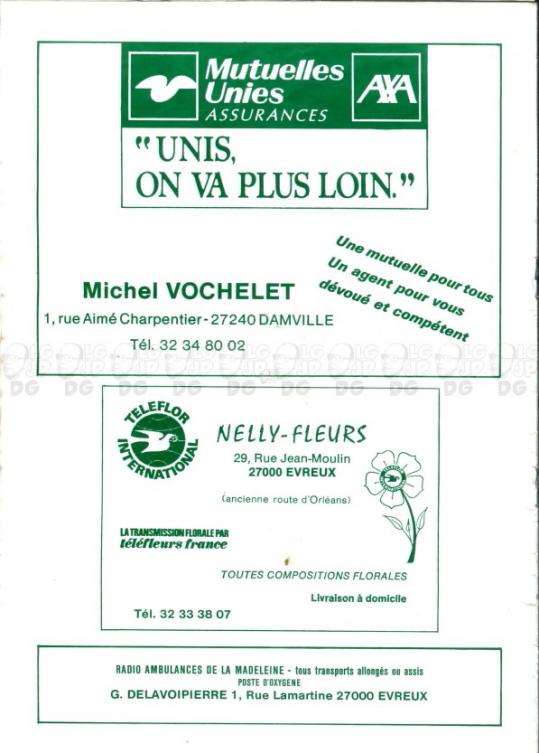 Mutuelles
Unies
ASSURANCES
AXA
“UNIS,
ON VA PLUS LOIN.”
Une mutuelle pour tous
Un agent pour vous
dévoué et compétent
Michel VOCHELET
1, rue Aimé Charpentier - 27240 DAMVILLE
Tél. 32 34 80 02
TELEFLOR
INTERNATIONAL
NELLY-FLEURS
29, Rue Jean-Moulin
27000 EVREUX
(ancienne route d'Orléans)
LA TRANSMISSION FLORALE PAR
téléfleurs france
TOUTES COMPOSITIONS FLORALES
Livraison à domicile
Tél. 32 33 38 07
RADIO AMBULANCES DE LA MADELEINE - tous transports allongés ou assis
POSTE D'OXYGENE
G. DELAVOIPIERRE 1, Rue Lamartine 27000 EVREUX